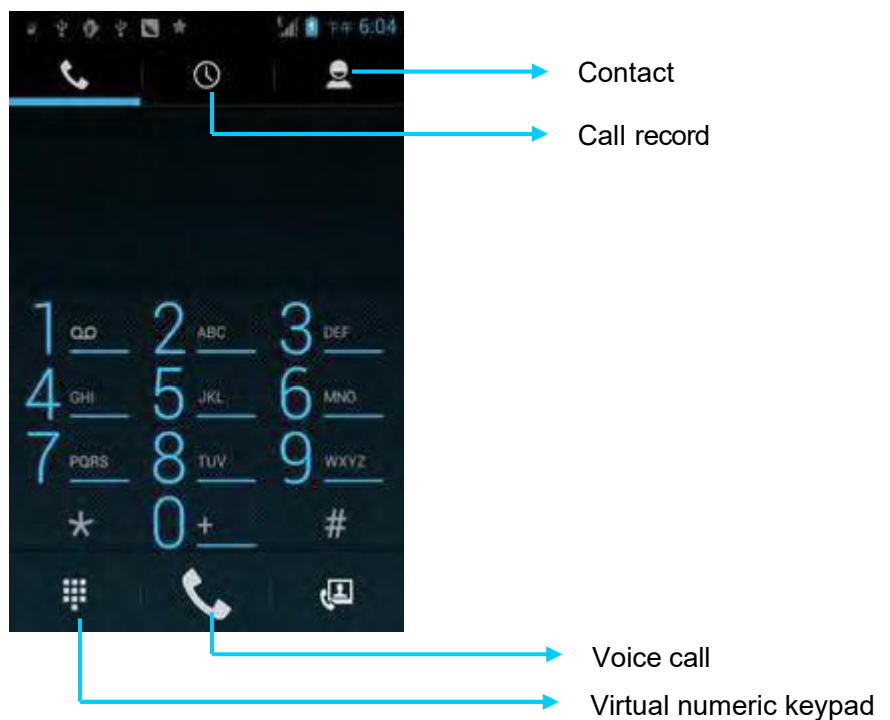 下午 6:04
Contact
Call record
1 2 ABC 3 DEF
4 GHI 5 JKL 6 MNO
7 PQRS 8 TUV 9 WXYZ
* 0 + #
Voice call
Virtual numeric keypad